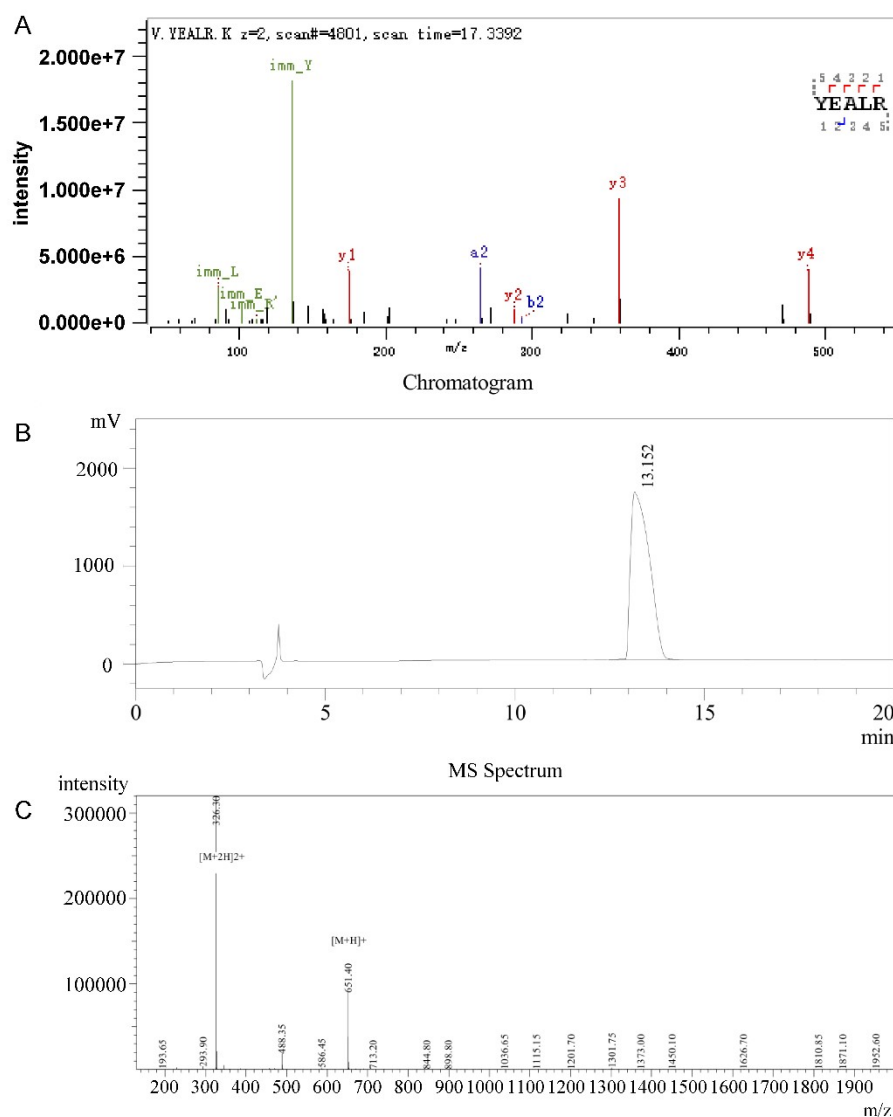 A
V.YEALR.K z=2,scan#=4801,scan time=17.3392
2.000e+7
1.500e+7
1.000e+7
5.000e+6
0.000e+0
intensity
imm_Y
imm_L
imm_E
imm_R'
y1
a2
y2
b2
y3
y4
5 4 3 2 1
YEALR
1 2 3 4 5
100 200 300 400 500
m/z
Chromatogram
B
mV
2000
1000
0
13.152
0 5 10 15 20
min
MS Spectrum
C
intensity
300000
200000
100000
326.30
[M+2H]2+
[M+H]+
651.40
193.65
293.90
488.35
586.45
713.20
844.80
898.80
1036.65
1115.15
1201.70
1301.75
1373.00
1450.10
1626.70
1810.85
1871.10
1952.60
200 300 400 500 600 700 800 900 1000 1100 1200 1300 1400 1500 1600 1700 1800 1900
m/z